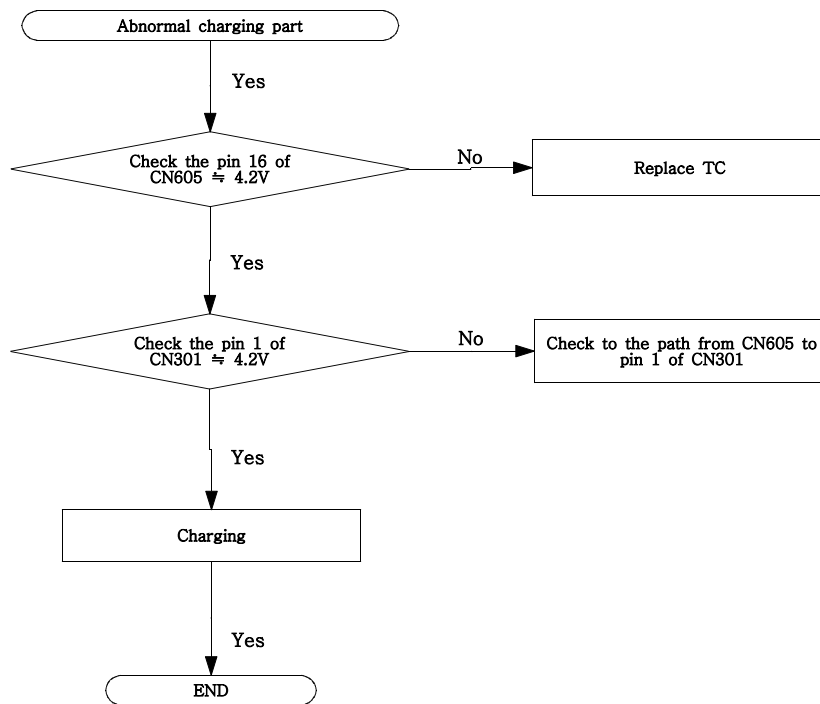 Abnormal charging part
Yes
Check the pin 16 of
CN605 ≒ 4.2V
No
Replace TC
Yes
Check the pin 1 of
CN301 ≒ 4.2V
No
Check to the path from CN605 to
pin 1 of CN301
Yes
Charging
Yes
END